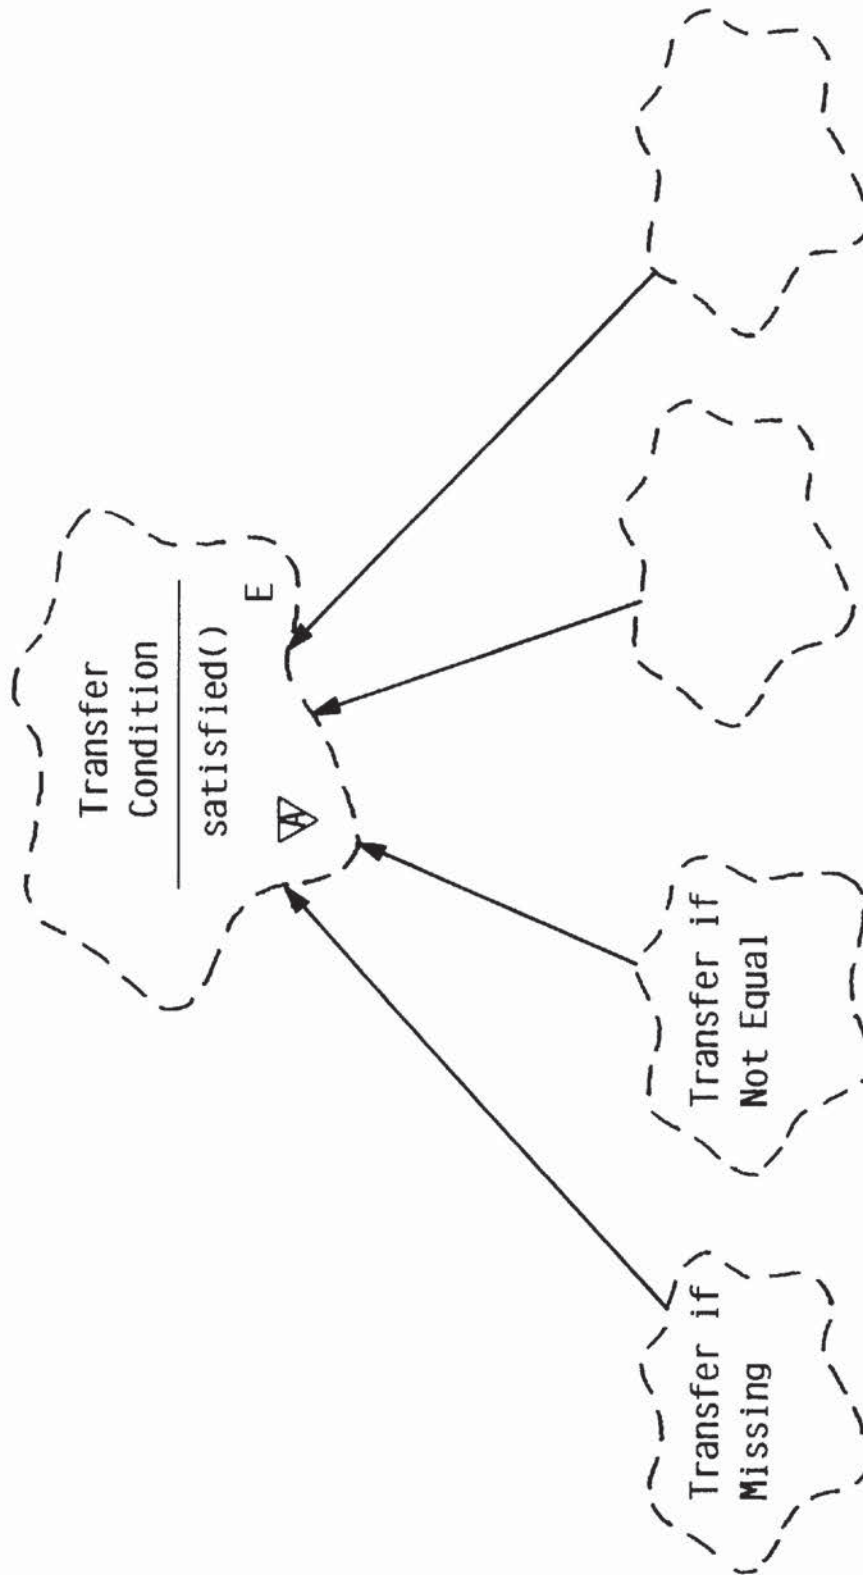 Transfer
Condition
satisfied()
A
E
Transfer if
Missing
Transfer if
Not Equal